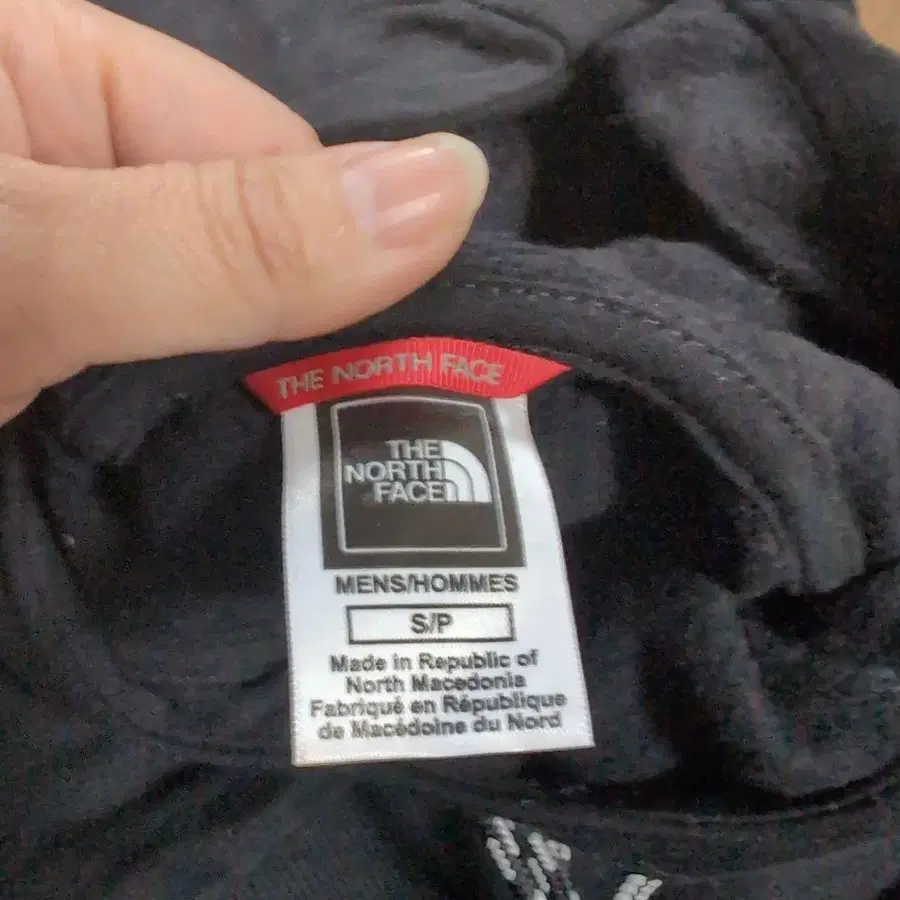 THE NORTH FACE
THE
NORTH
FACE
MENS/HOMMES
S/P
Made in Republic of
North Macedonia
Fabriqué en République
de Macédoine du Nord